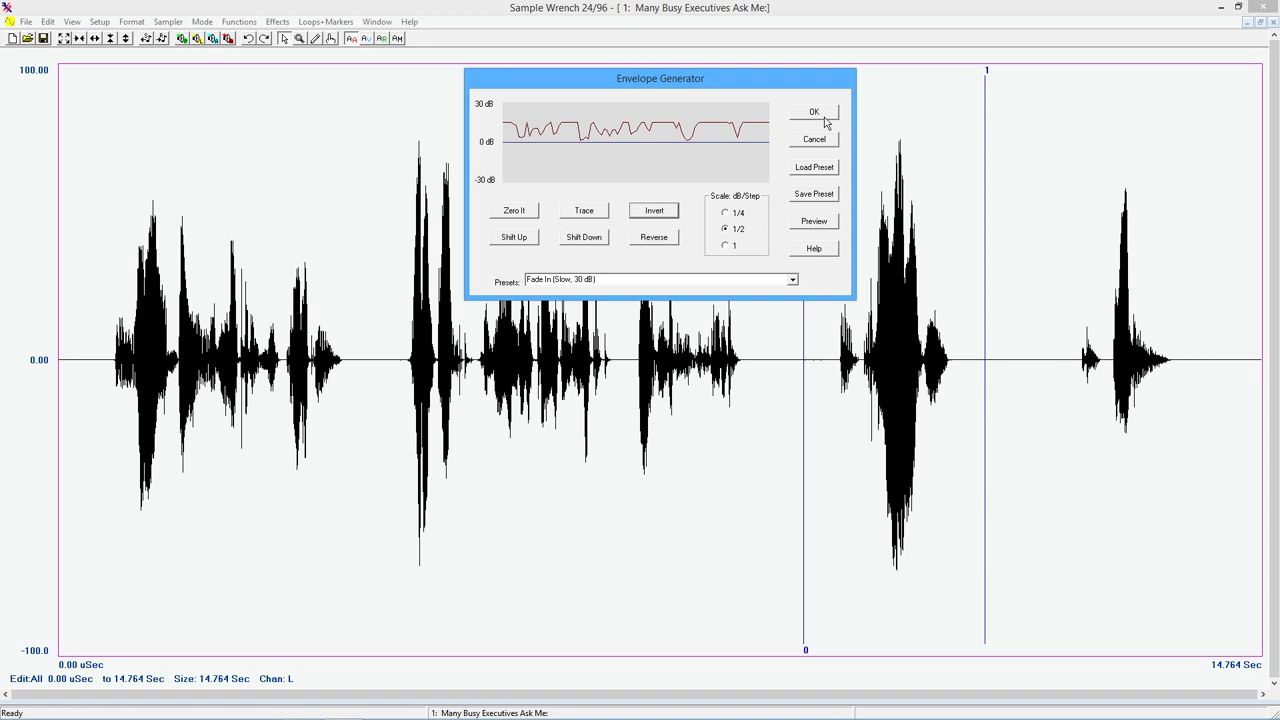 Sample Wrench 24/96 - [ 1:  Many Busy Executives Ask Me:]
File Edit View Setup Format Sampler Mode Functions Effects Loops+Markers Window Help
AA AV AR AM
100.00
0.00
-100.0
1
0
Envelope Generator
30 dB
0 dB
-30 dB
OK
Cancel
Load Preset
Save Preset
Preview
Help
Zero It Trace Invert
Shift Up Shift Down Reverse
Scale: dB/Step
1/4
1/2
1
Presets: Fade In (Slow, 30 dB)
0.00 uSec 14.764 Sec
Edit:All 0.00 uSec to 14.764 Sec Size: 14.764 Sec Chan: L
Ready 1: Many Busy Executives Ask Me: